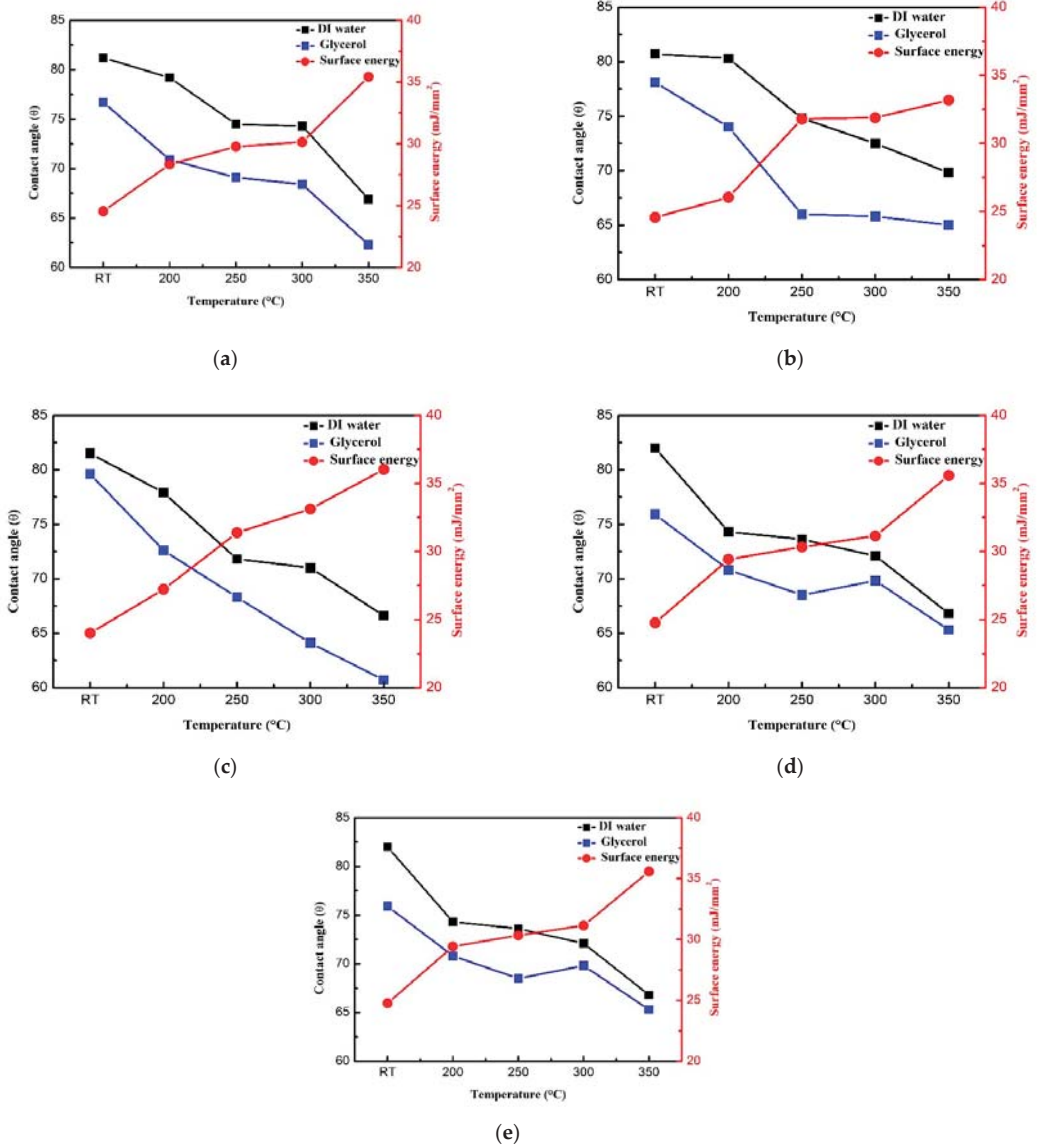 85
80
75
70
65
60
Contact angle (θ)
DI water
Glycerol
Surface energy
40
35
30
25
20
Surface energy (mJ/mm²)
RT 200 250 300 350
Temperature (°C)
(a)
85
80
75
70
65
60
Contact angle (θ)
DI water
Glycerol
Surface energy
40
35
30
25
20
Surface energy (mJ/mm²)
RT 200 250 300 350
Temperature (°C)
(b)
85
80
75
70
65
60
Contact angle (θ)
DI water
Glycerol
Surface energy
40
35
30
25
20
Surface energy (mJ/mm²)
RT 200 250 300 350
Temperature (°C)
(c)
85
80
75
70
65
60
Contact angle (θ)
DI water
Glycerol
Surface energy
40
35
30
25
20
Surface energy (mJ/mm²)
RT 200 250 300 350
Temperature (°C)
(d)
85
80
75
70
65
60
Contact angle (θ)
DI water
Glycerol
Surface energy
40
35
30
25
20
Surface energy (mJ/mm²)
RT 200 250 300 350
Temperature (°C)
(e)